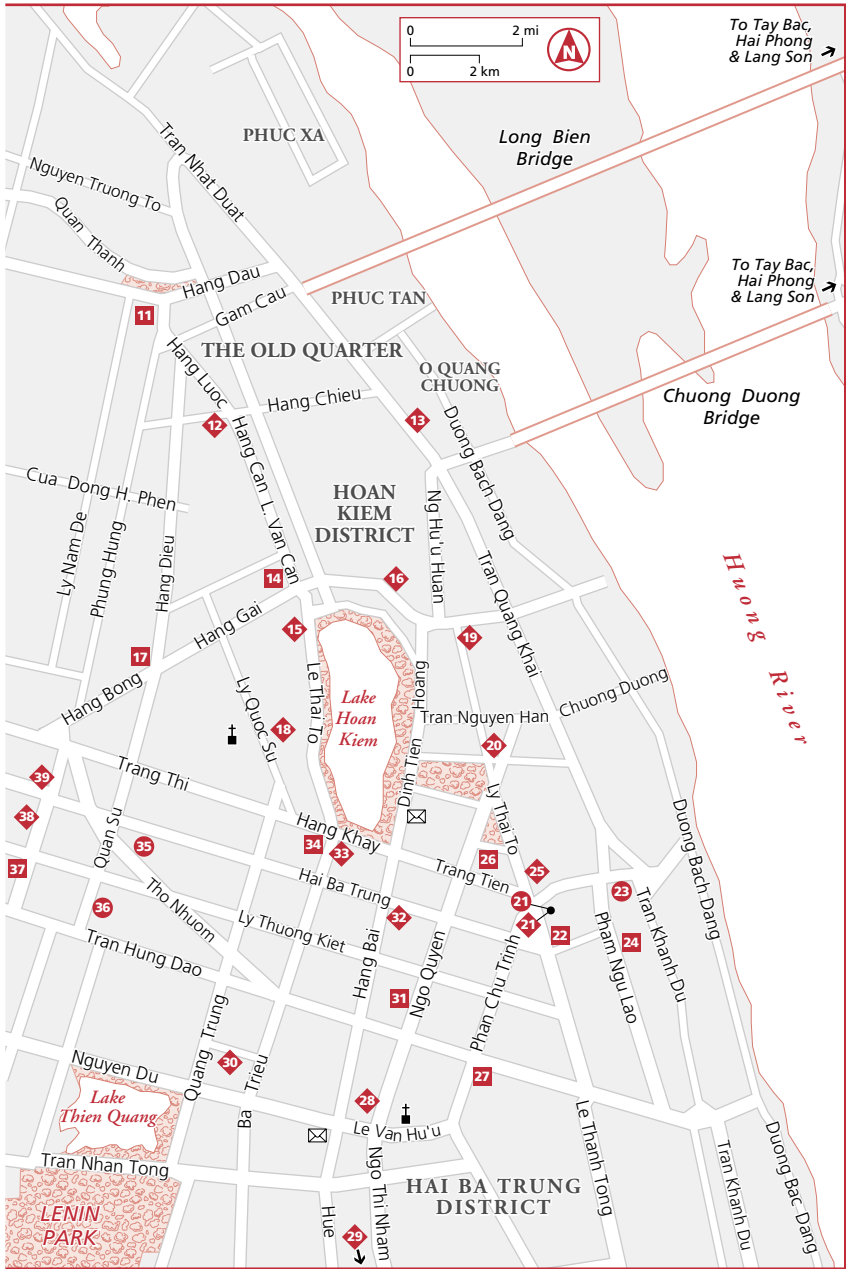 0 2 mi
0 2 km
N
To Tay Bac,
Hai Phong
& Lang Son
PHUC XA
Long Bien
Bridge
Tran Nhat Duat
Nguyen Truong To
Quan Thanh
Hang Dau
Gam Cau
PHUC TAN
To Tay Bac,
Hai Phong
& Lang Son
11
Hang Luoc
THE OLD QUARTER
O QUANG
CHUONG
Hang Chieu
Chuong Duong
Bridge
12
13
Hang Can
Duong Bach Dang
Cua Dong H. Phen
L. Van Can
HOAN
KIEM
DISTRICT
Ng Hu'u Huan
Ly Nam De
Phung Hung
Hang Dieu
14
16
Tran Quang Khai
Huong River
15
Hang Gai
19
17
Hang Bong
Ly Quoc Su
Le Thai To
Lake
Hoan
Kiem
Dinh Tien Hoang
Tran Nguyen Han
Chuong Duong
18
20
39
Trang Thi
Ly Thai To
38
Quan Su
35
Hang Khay
34
33
26
Trang Tien
25
Duong Bach Dang
37
Hai Ba Trung
23
36
Tho Nhuom
32
21
21
22
24
Tran Khanh Du
Pham Ngu Lao
Tran Hung Dao
Ly Thuong Kiet
Hang Bai
Ngo Quyen
Phan Chu Trinh
31
Quang Trung
30
Ba Trieu
Nguyen Du
27
Lake
Thien Quang
28
Le Van Hu'u
Le Thanh Tong
Tran Nhan Tong
Ngo Thi Nham
Tran Khanh Du
Duong Bac Dang
HAI BA TRUNG
DISTRICT
LENIN
PARK
Hue
29